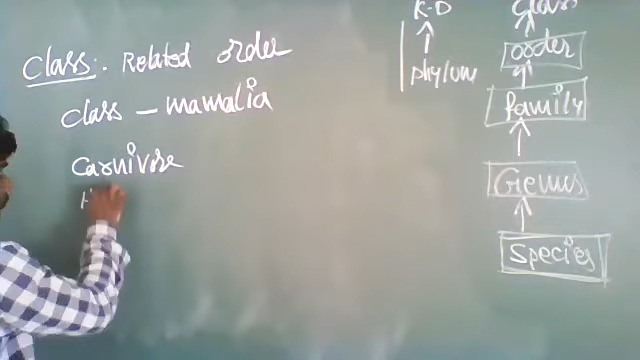 Class:- Related order
Class - mamalia
Carnivore
K.D
phylum
Class
order
family
Genus
Species